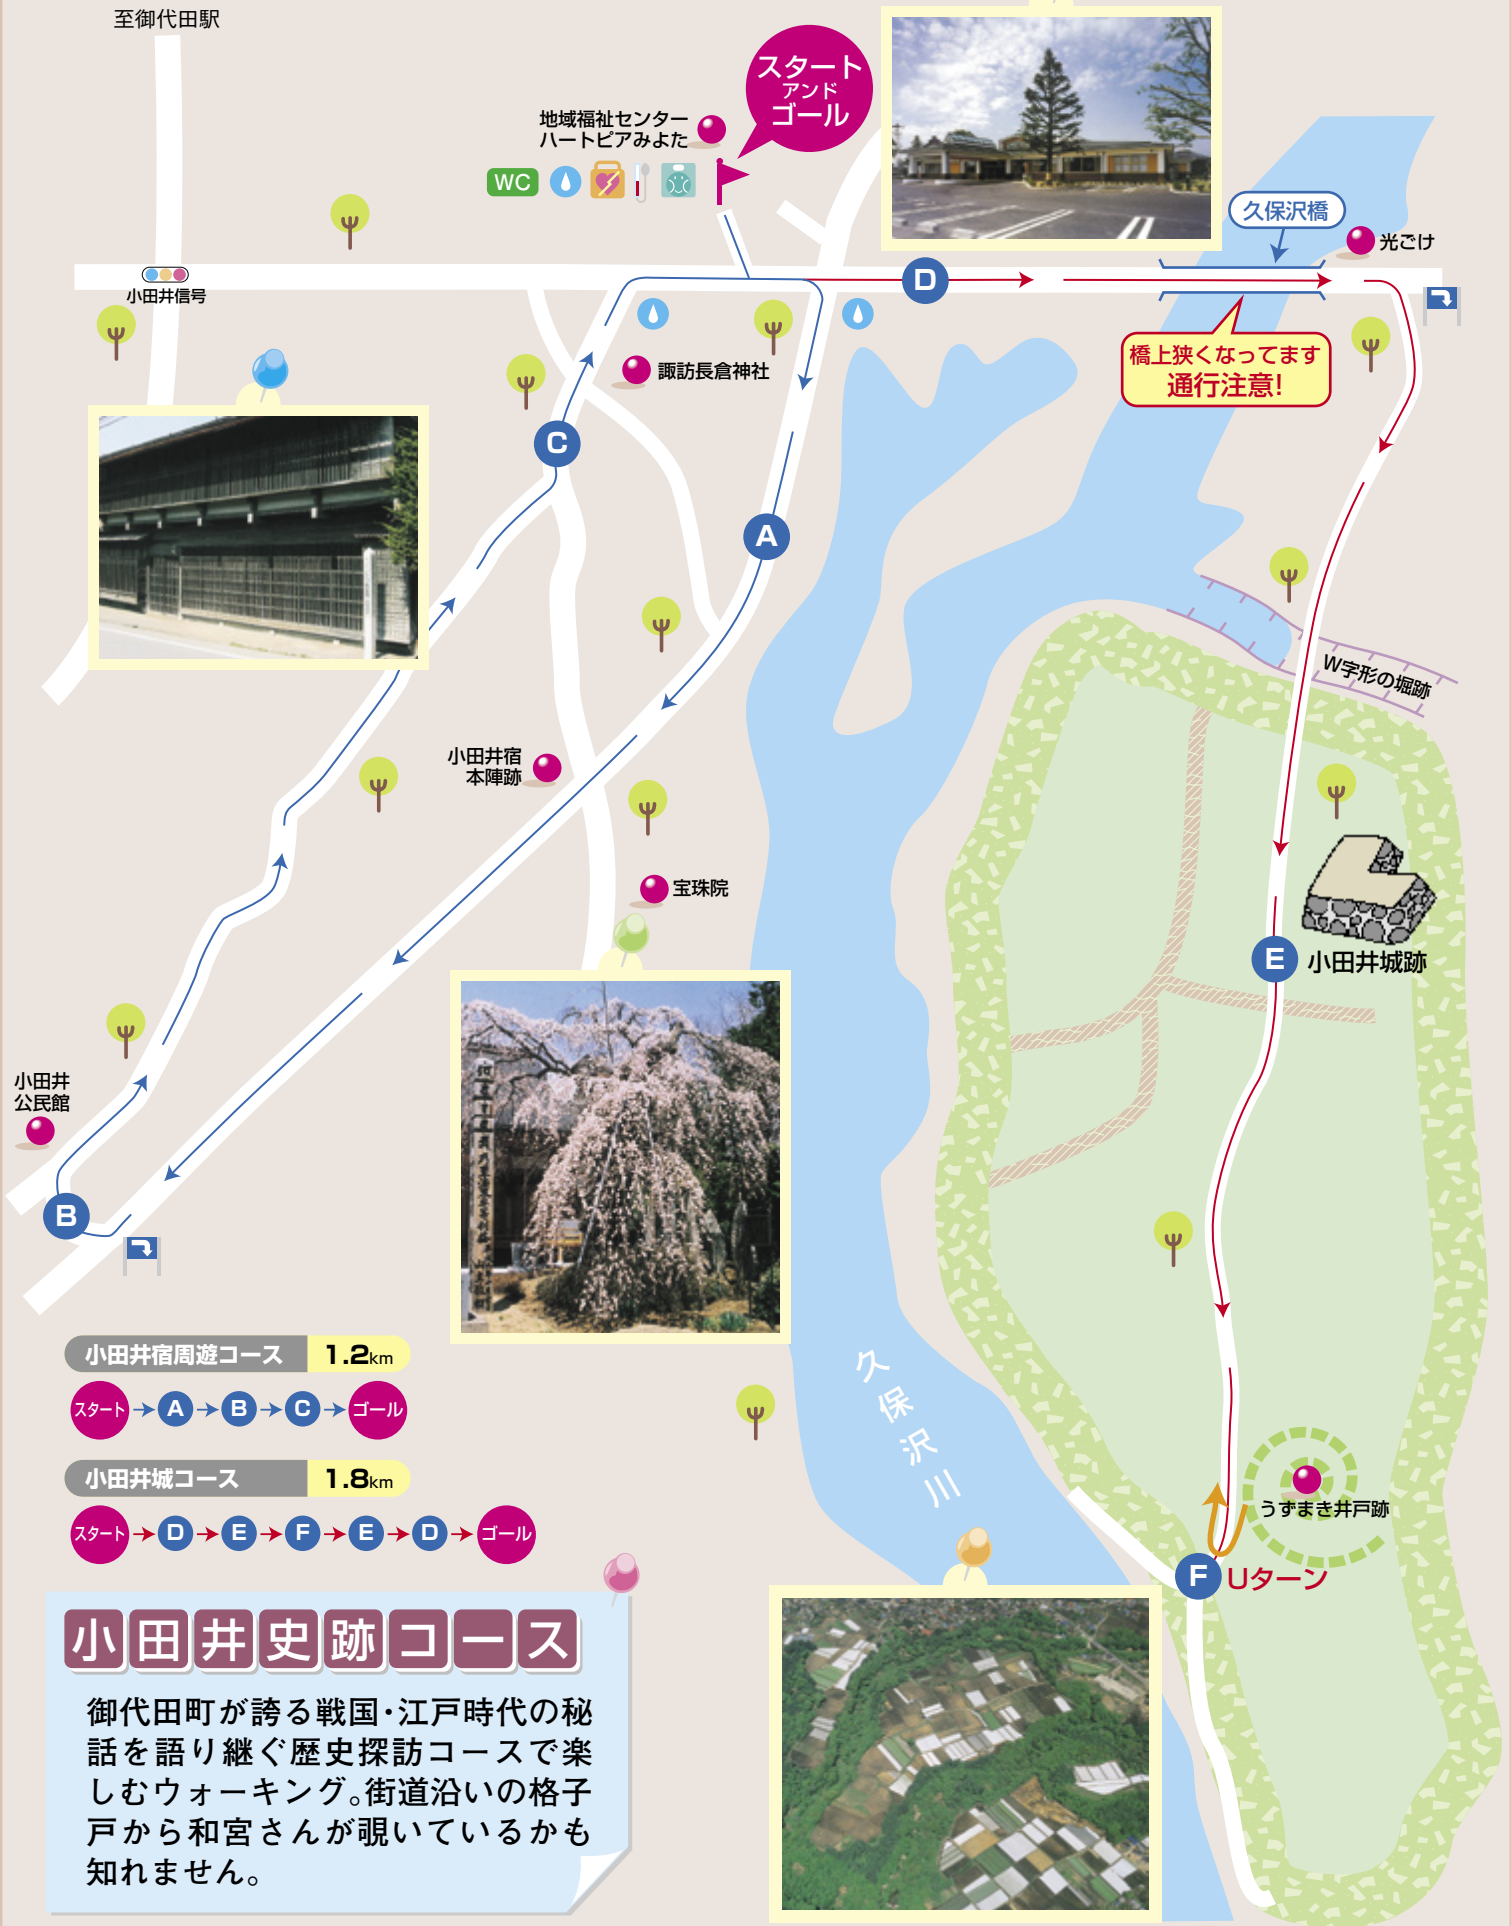 至御代田駅
スタート
アンド
ゴール
地域福祉センター
ハートピアみよた
WC
久保沢橋
光ごけ
小田井信号
D
橋上狭くなってます
通行注意!
諏訪長倉神社
C
A
W字形の堀跡
小田井宿
本陣跡
宝珠院
E
小田井城跡
小田井
公民館
B
小田井宿周遊コース 1.2km
スタート A B C ゴール
小田井城コース 1.8km
スタート D E F E D ゴール
久保沢川
うずまき井戸跡
F Uターン
小田井史跡コース
御代田町が誇る戦国・江戸時代の秘
話を語り継ぐ歴史探訪コースで楽
しむウォーキング。街道沿いの格子
戸から和宮さんが覗いているかも
知れません。